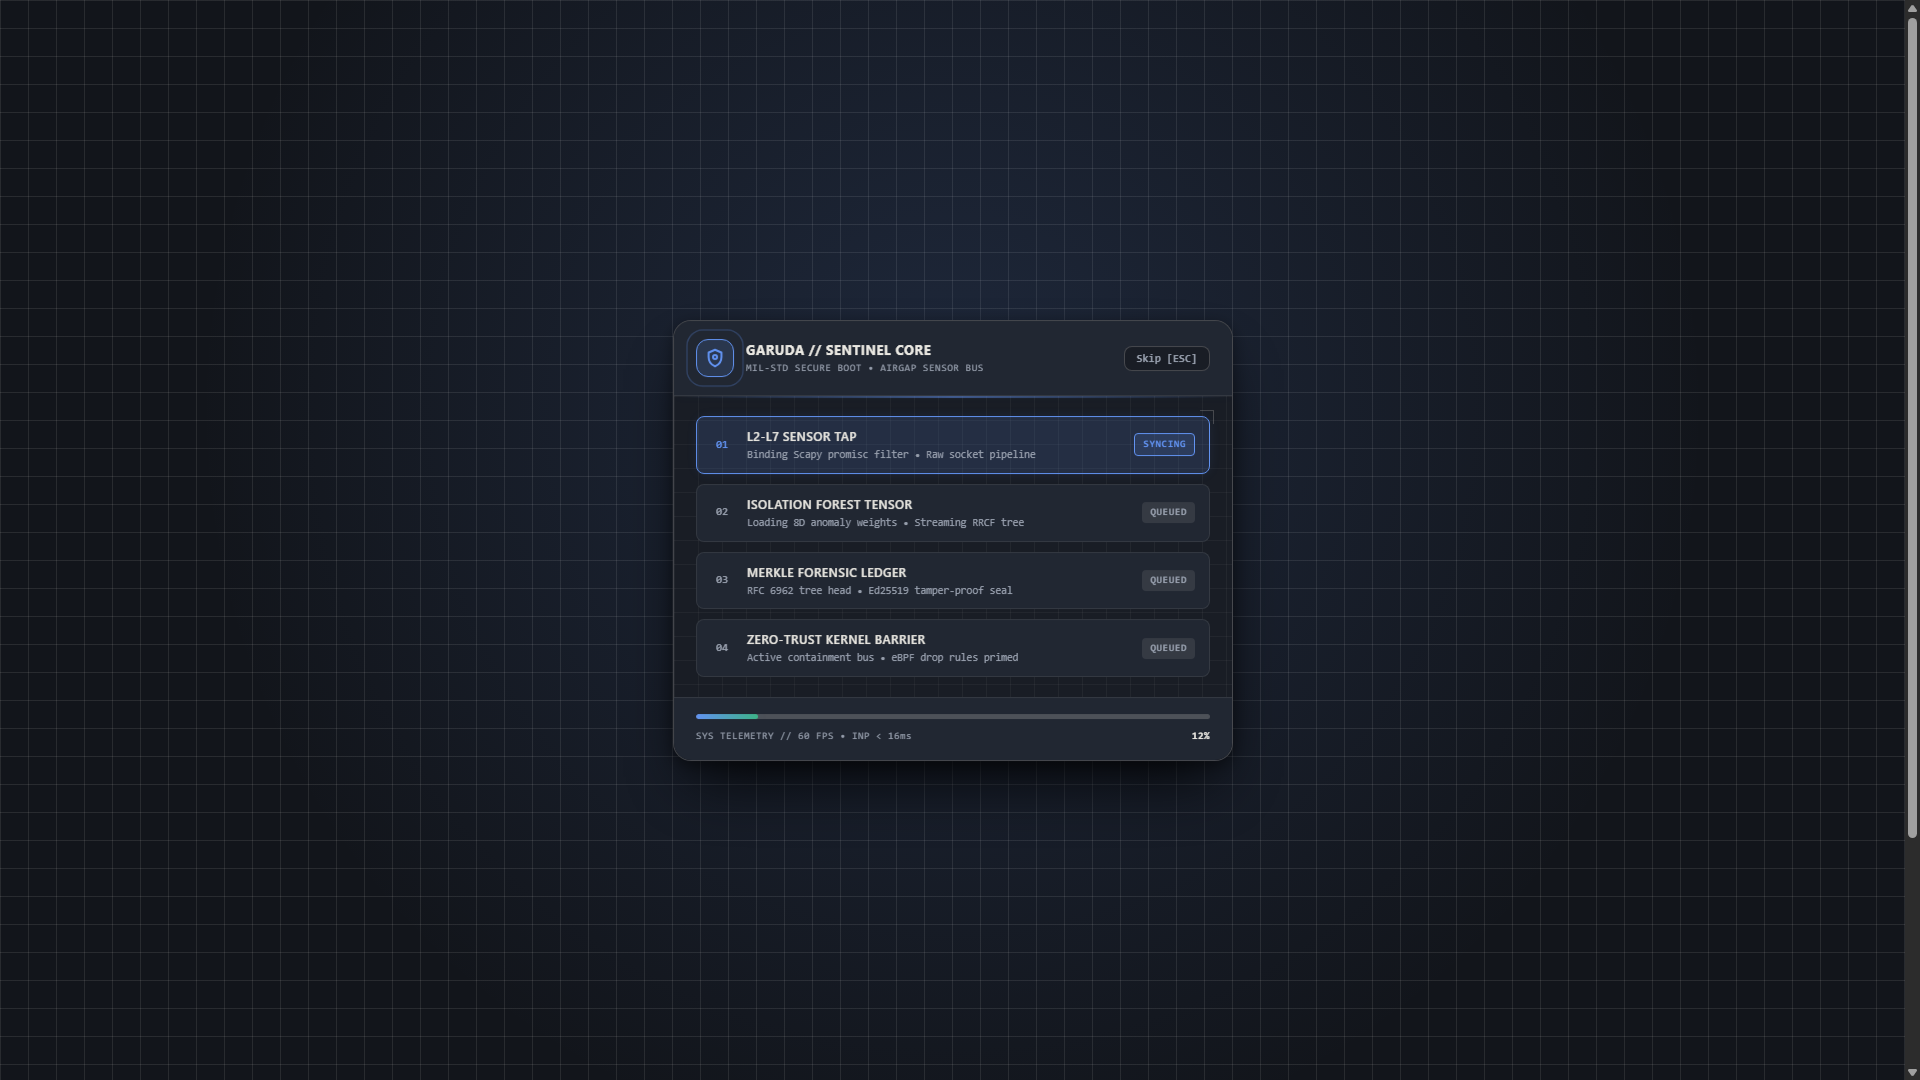 GARUDA // SENTINEL CORE
MIL-STD SECURE BOOT • AIRGAP SENSOR BUS
Skip [ESC]
01
L2-L7 SENSOR TAP
Binding Scapy promisc filter • Raw socket pipeline
SYNCING
02
ISOLATION FOREST TENSOR
Loading 8D anomaly weights • Streaming RRCF tree
QUEUED
03
MERKLE FORENSIC LEDGER
RFC 6962 tree head • Ed25519 tamper-proof seal
QUEUED
04
ZERO-TRUST KERNEL BARRIER
Active containment bus • eBPF drop rules primed
QUEUED
SYS TELEMETRY // 60 FPS • INP < 16ms
12%